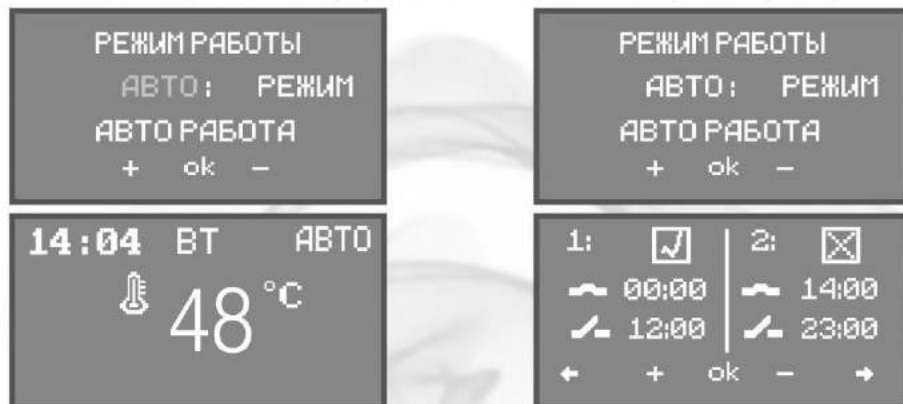 РЕЖИМ РАБОТЫ
АВТО: РЕЖИМ
АВТО РАБОТА
+ ok −
РЕЖИМ РАБОТЫ
АВТО: РЕЖИМ
АВТО РАБОТА
+ ok −
14:04 ВТ АВТО
48°C
1: 2:
00:00 14:00
12:00 23:00
← + ok − →